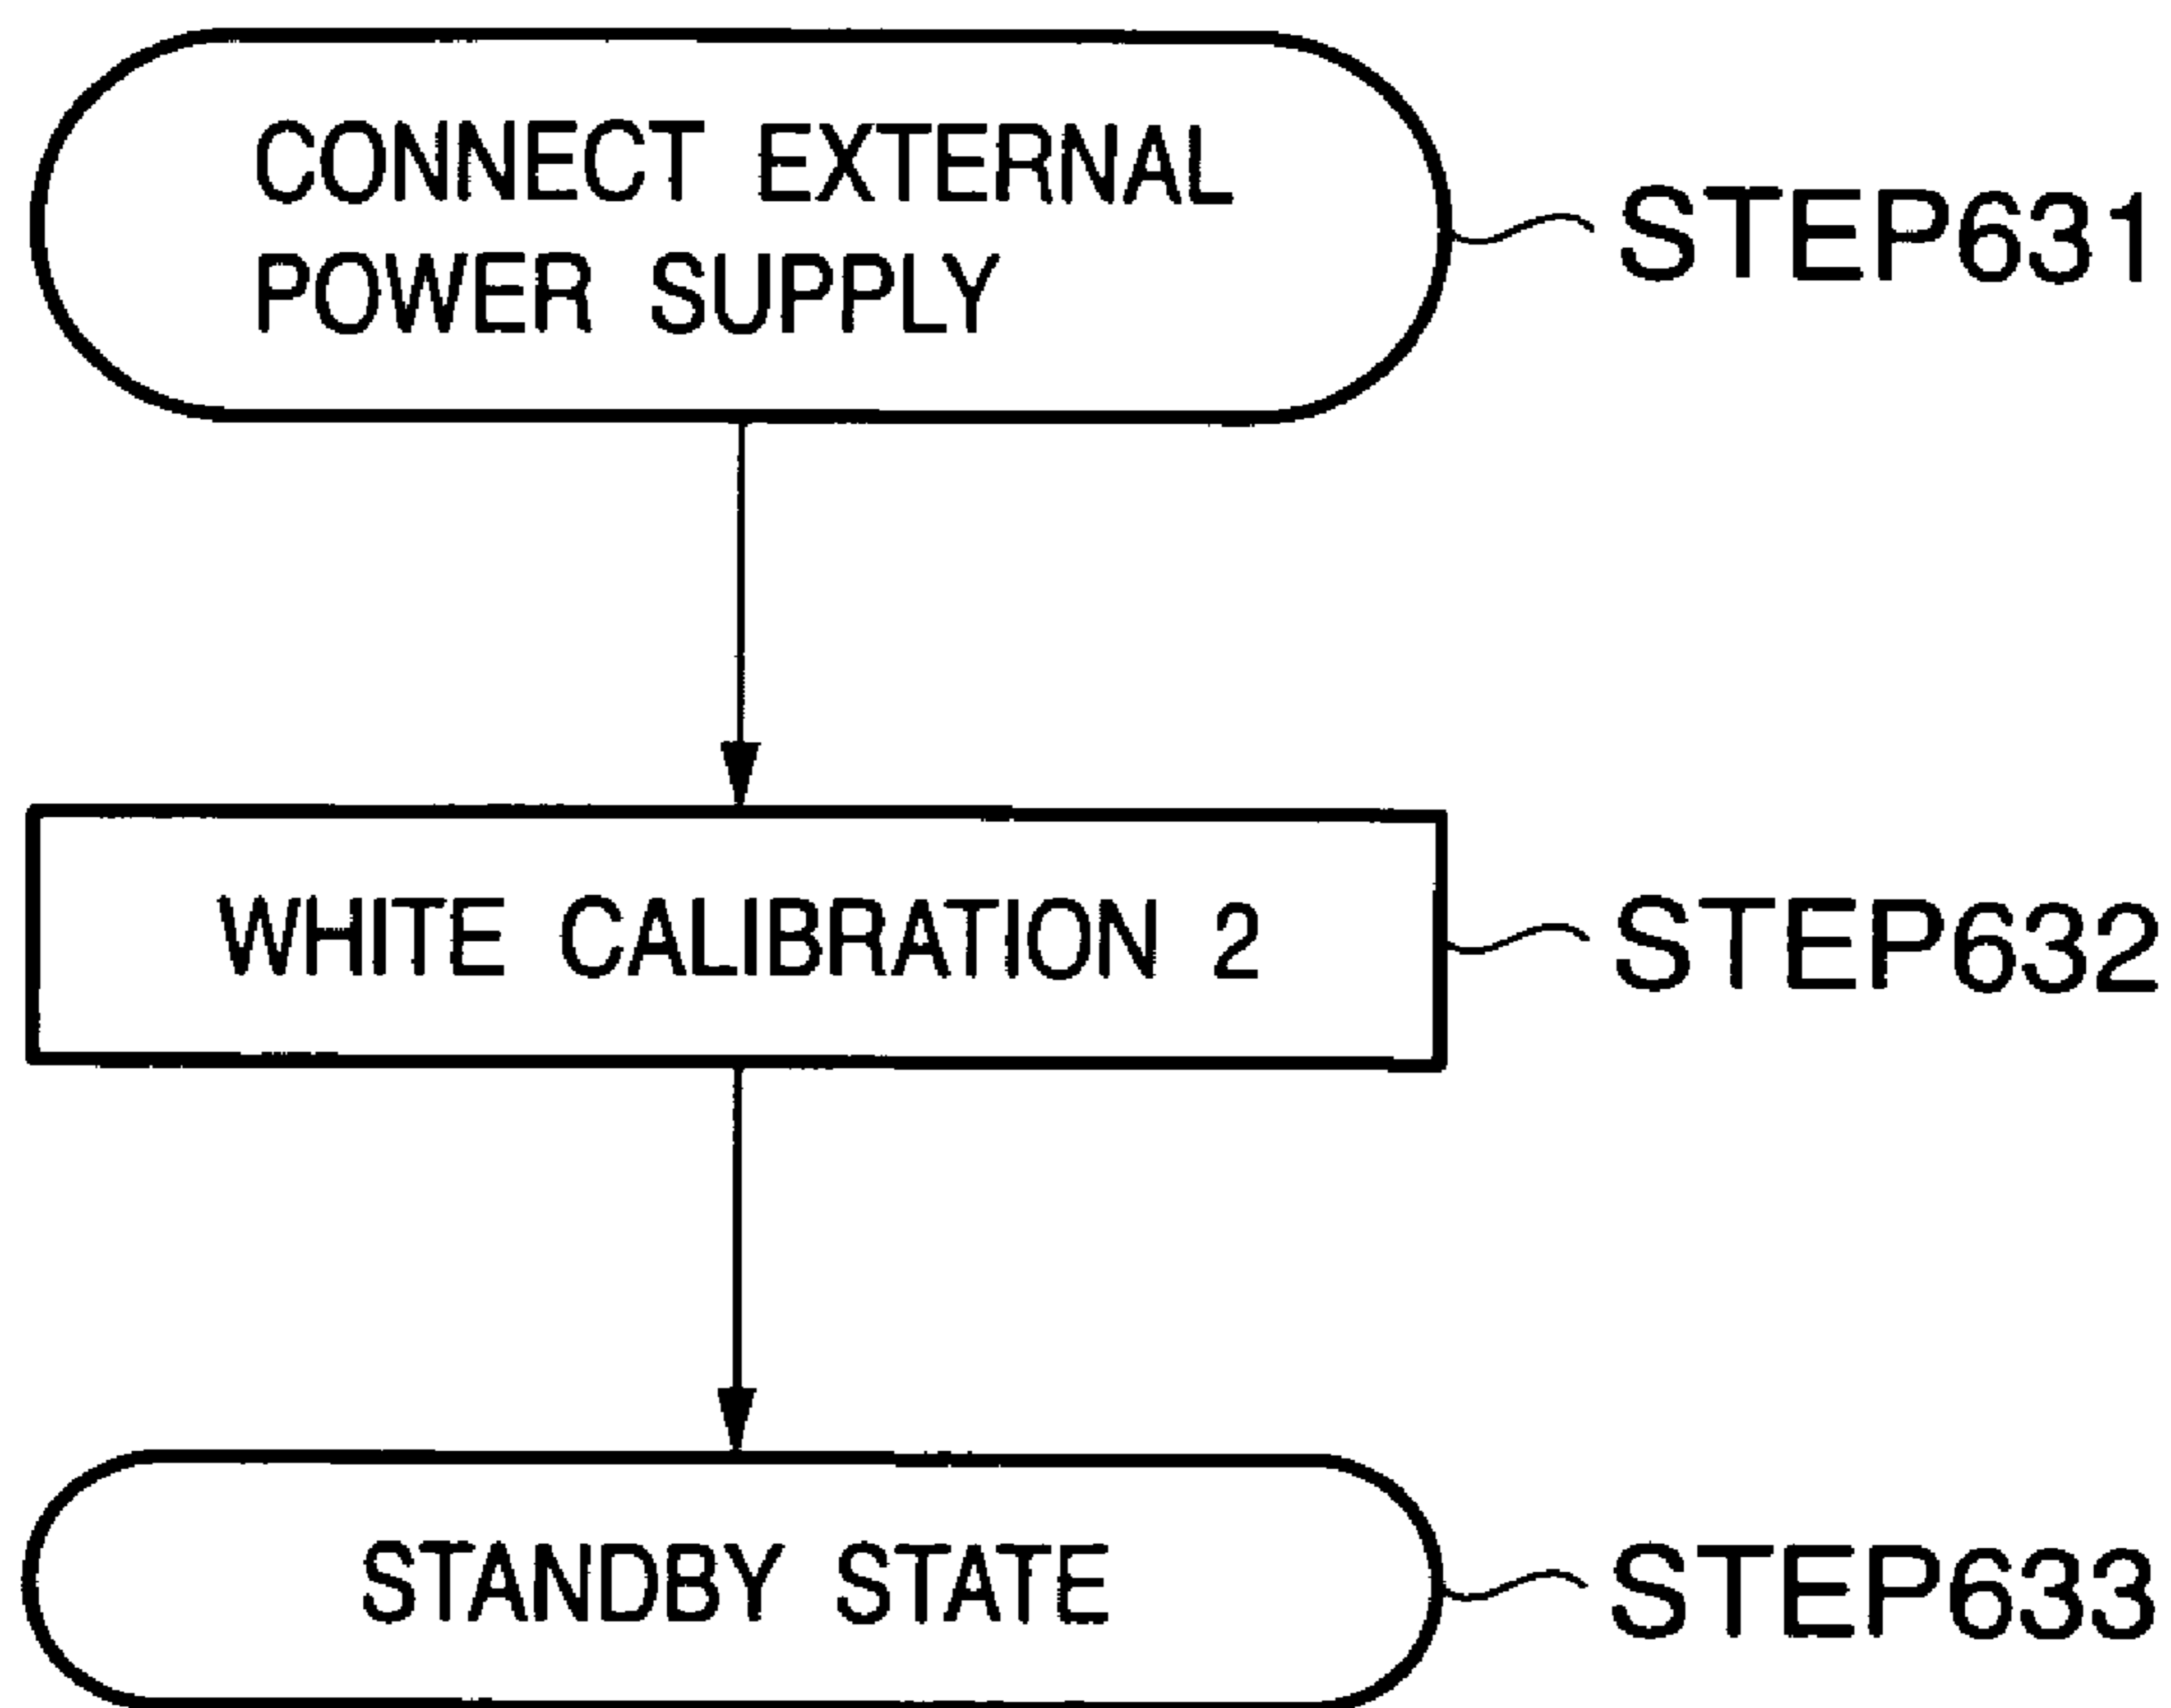 CONNECT EXTERNAL
POWER SUPPLY
STEP631
WHITE CALIBRATION 2
STEP632
STANDBY STATE
STEP633